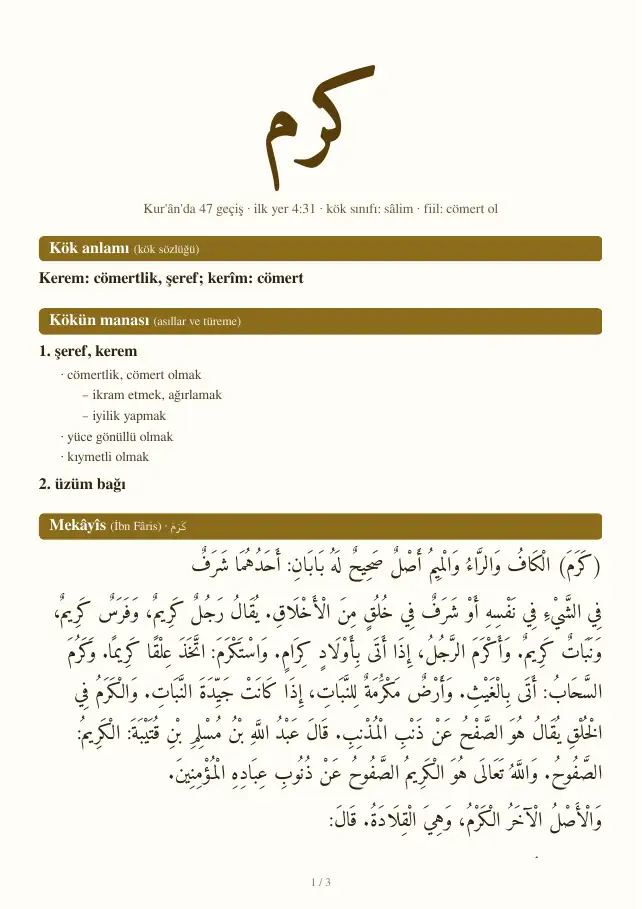 كرم
Kur'ân'da 47 geçiş · ilk yer 4:31 · kök sınıfı: sâlim · fiil: cömert ol
Kök anlamı (kök sözlüğü)
Kerem: cömertlik, şeref; kerîm: cömert
Kökün manası (asıllar ve türeme)
1. şeref, kerem
· cömertlik, cömert olmak
– ikram etmek, ağırlamak
– iyilik yapmak
· yüce gönüllü olmak
· kıymetli olmak
2. üzüm bağı
Mekâyîs (İbn Fâris) · كَرَمَ
(كَرَمَ) الْكَافُ وَالرَّاءُ وَالْمِيمُ أَصْلٌ صَحِيحٌ لَهُ بَابَانِ: أَحَدُهُمَا شَرَفٌ
فِي الشَّيْءِ فِي نَفْسِهِ أَوْ شَرَفٌ فِي خُلُقٍ مِنَ الْأَخْلَاقِ. يُقَالُ رَجُلٌ كَرِيمٌ، وَفَرَسٌ كَرِيمٌ،
وَنَبَاتٌ كَرِيمٌ. وَأَكْرَمَ الرَّجُلُ، إِذَا أَتَى بِأَوْلَادٍ كِرَامٍ. وَاسْتَكْرَمَ: اتَّخَذَ عِلْقًا كَرِيمًا. وَكَرُمَ
السَّحَابُ: أَتَى بِالْغَيْثِ. وَأَرْضٌ مَكْرُمَةٌ لِلنَّبَاتِ، إِذَا كَانَتْ جَيِّدَةَ النَّبَاتِ. وَالْكَرَمُ فِي
الْخُلْقِ يُقَالُ هُوَ الصَّفْحُ عَنْ ذَنْبِ الْمُذْنِبِ. قَالَ عَبْدُ اللَّهِ بْنُ مُسْلِمِ بْنِ قُتَيْبَةَ: الْكَرِيمُ:
الصَّفُوحُ. وَاللَّهُ تَعَالَى هُوَ الْكَرِيمُ الصَّفُوحُ عَنْ ذُنُوبِ عِبَادِهِ الْمُؤْمِنِينَ.
وَالْأَصْلُ الْآخَرُ الْكَرْمُ، وَهِيَ الْقِلَادَةُ. قَالَ:
1 / 3